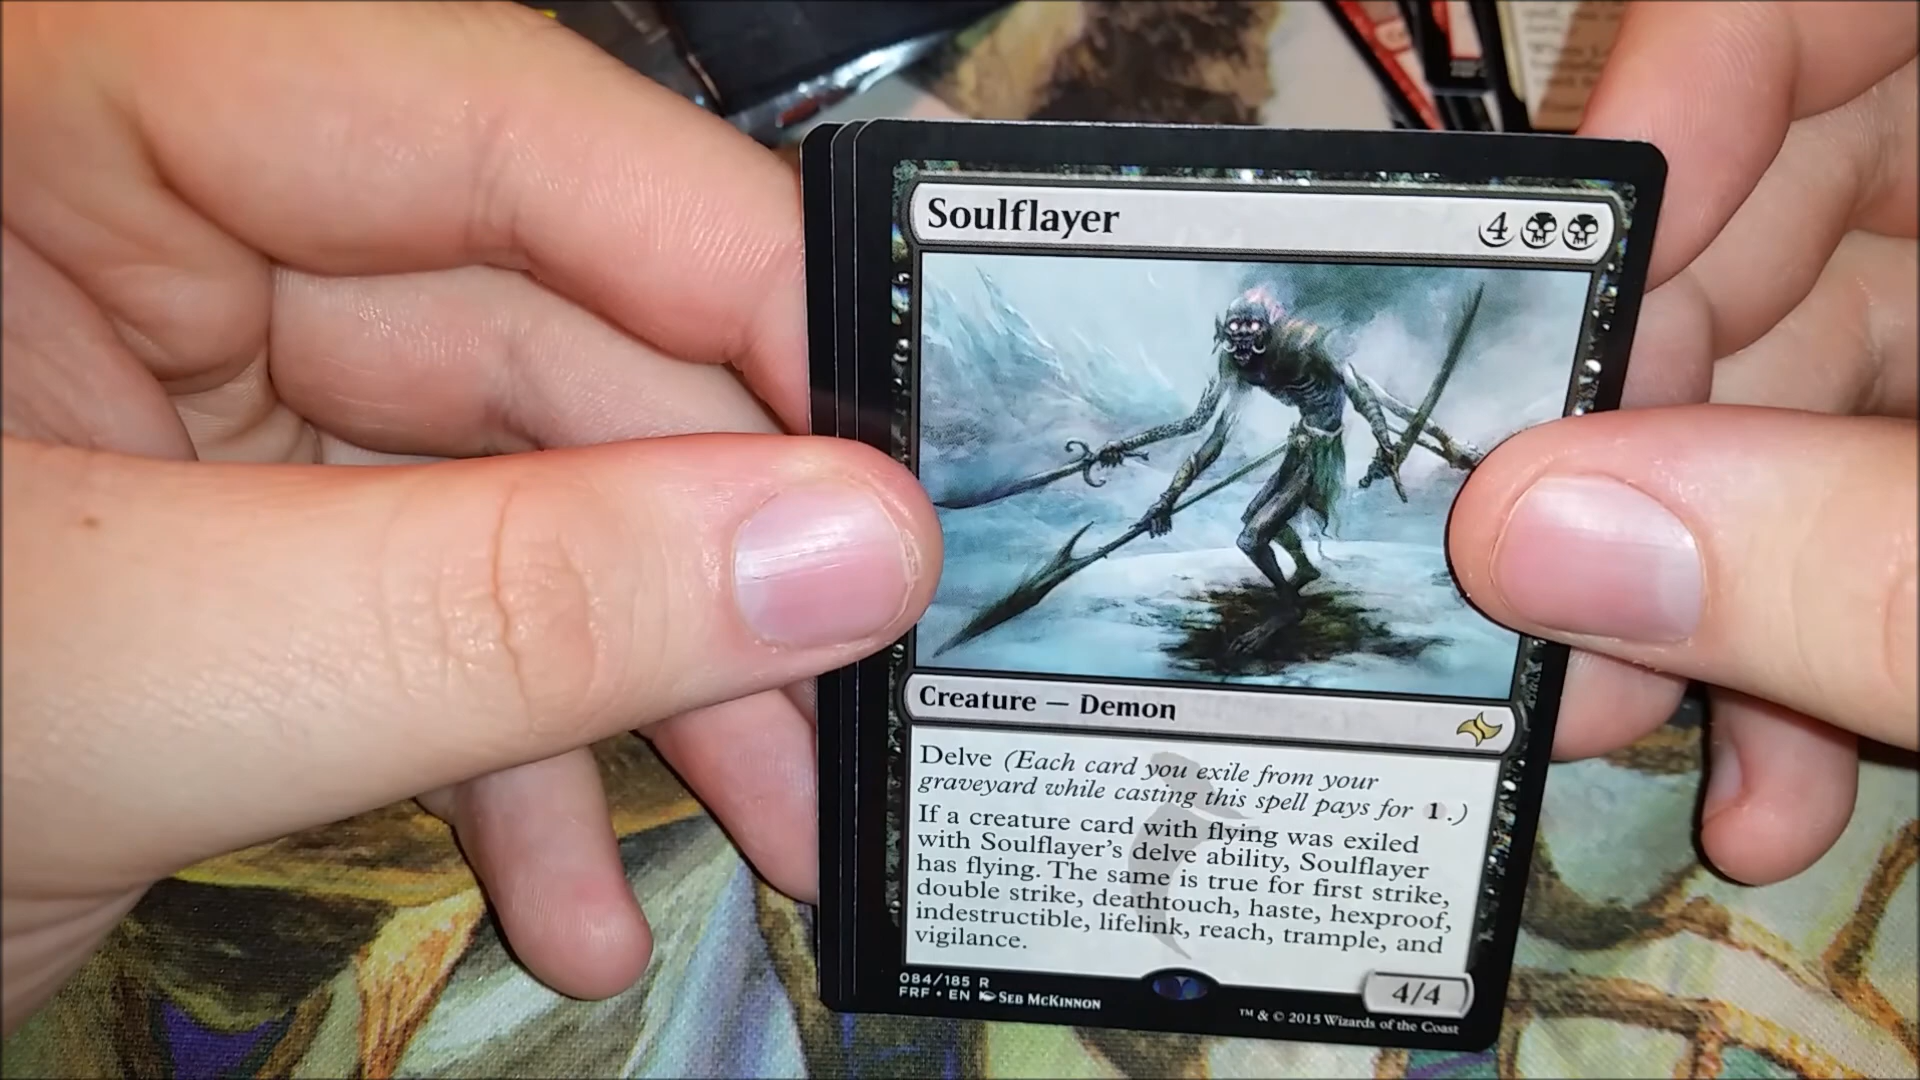 Soulflayer 4
Creature — Demon
Delve (Each card you exile from your
graveyard while casting this spell pays for 1.)
If a creature card with flying was exiled
with Soulflayer's delve ability, Soulflayer
has flying. The same is true for first strike,
double strike, deathtouch, haste, hexproof,
indestructible, lifelink, reach, trample, and
vigilance.
4/4
084/185 R
FRF • EN SEB MCKINNON
™ & © 2015 Wizards of the Coast